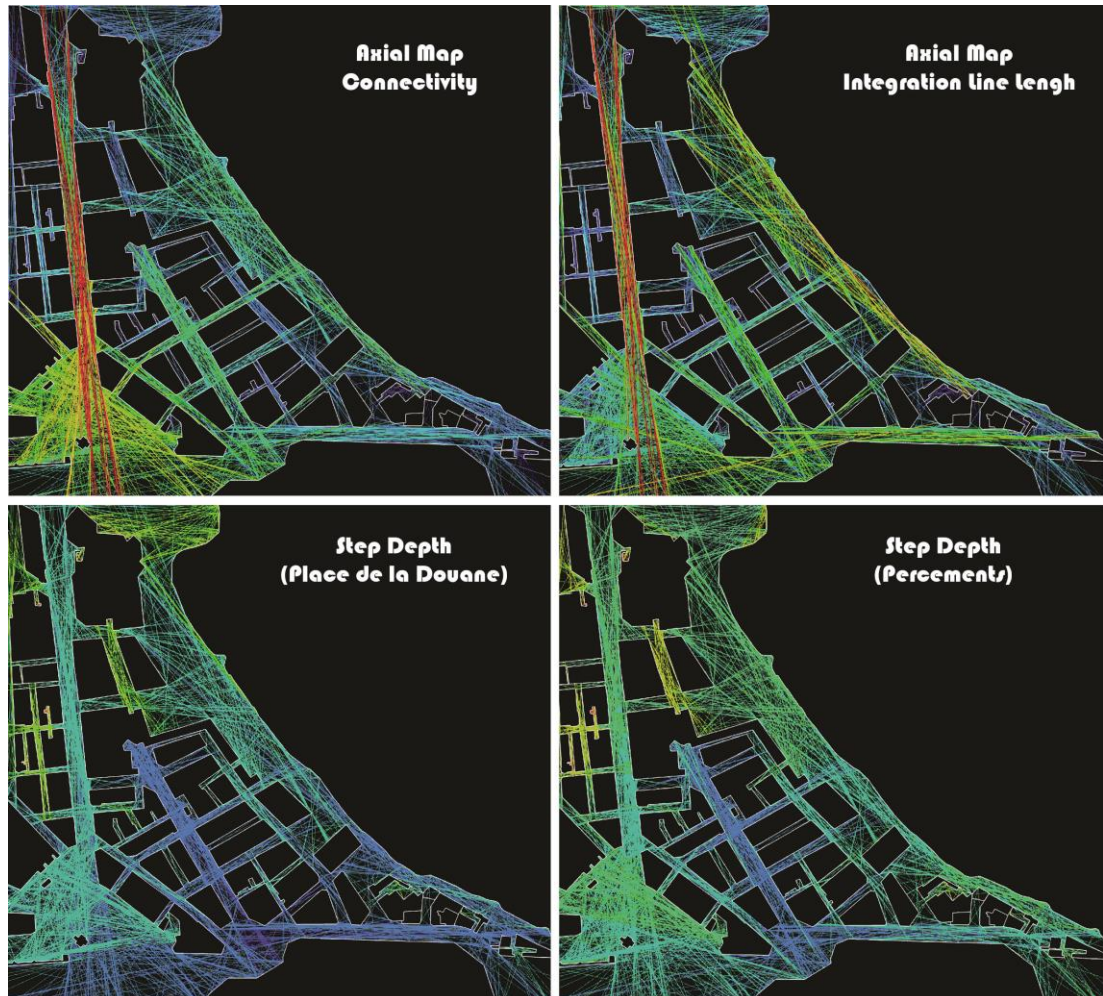 Axial Map
Connectivity
Axial Map
Integration Line Lengh
Step Depth
(Place de la Douane)
Step Depth
(Percements)